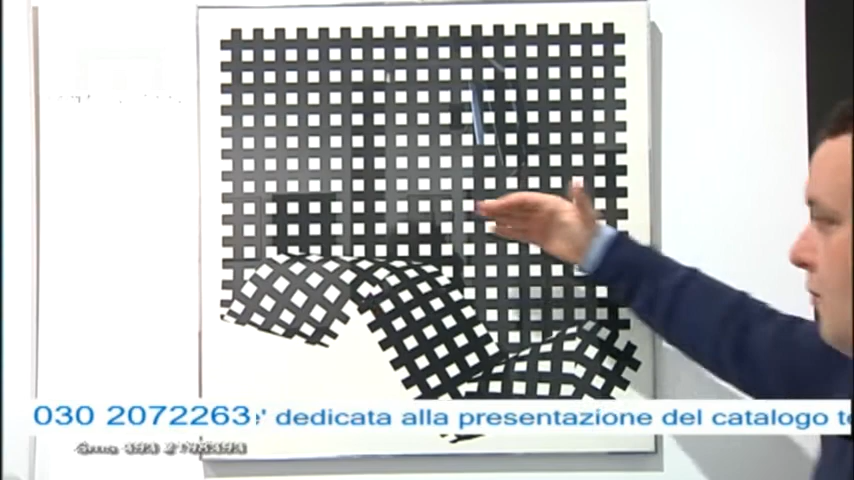 030 2072263 e' dedicata alla presentazione del catalogo te